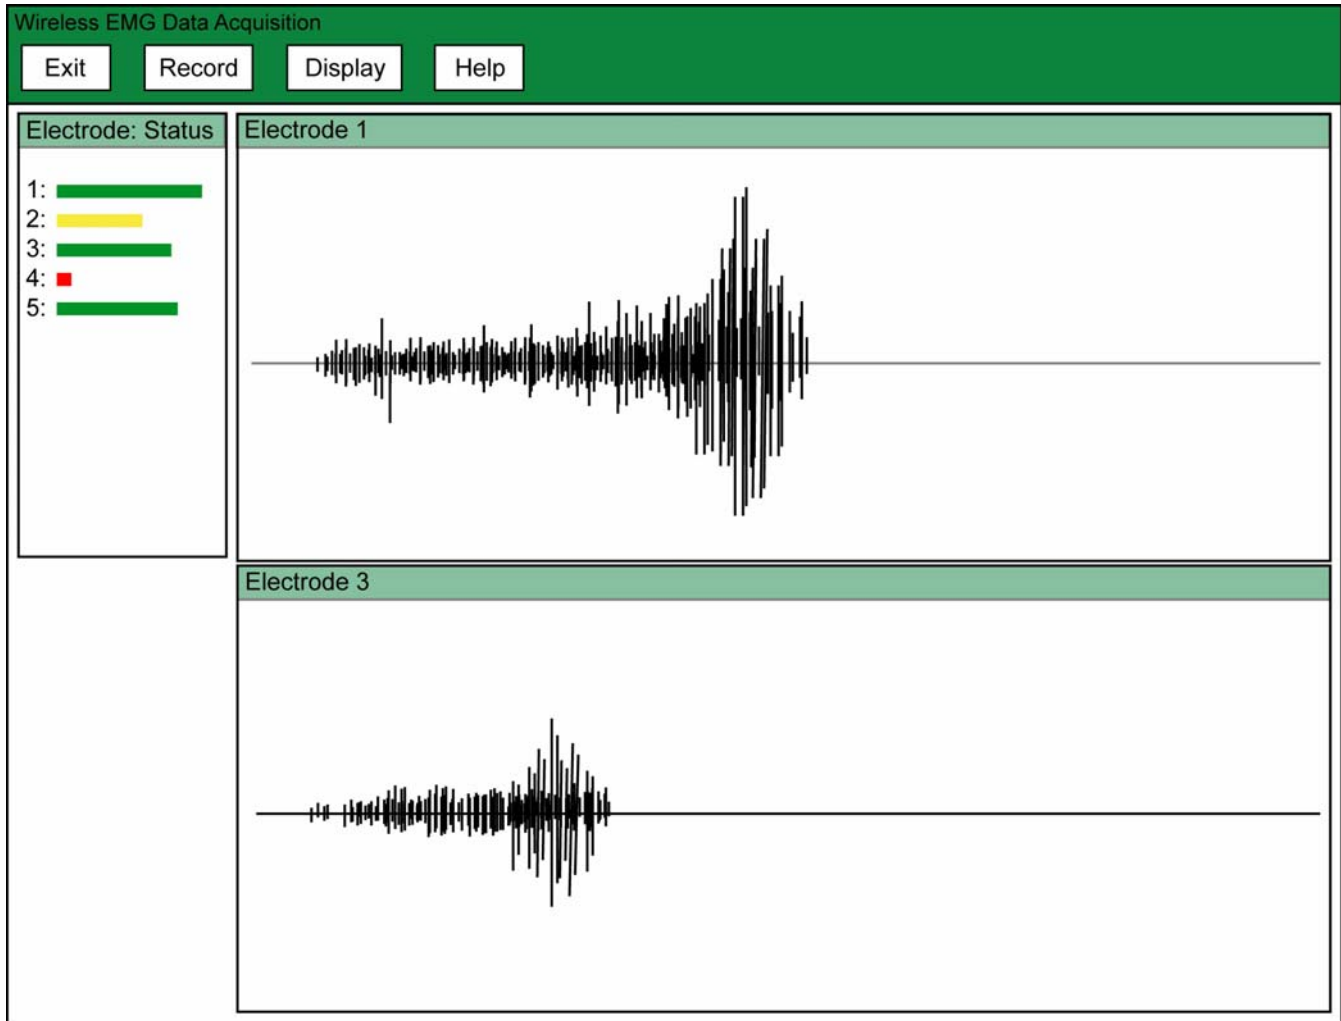 Wireless EMG Data Acquisition
Exit Record Display Help
Electrode: Status
1:
2:
3:
4:
5:
Electrode 1
Electrode 3